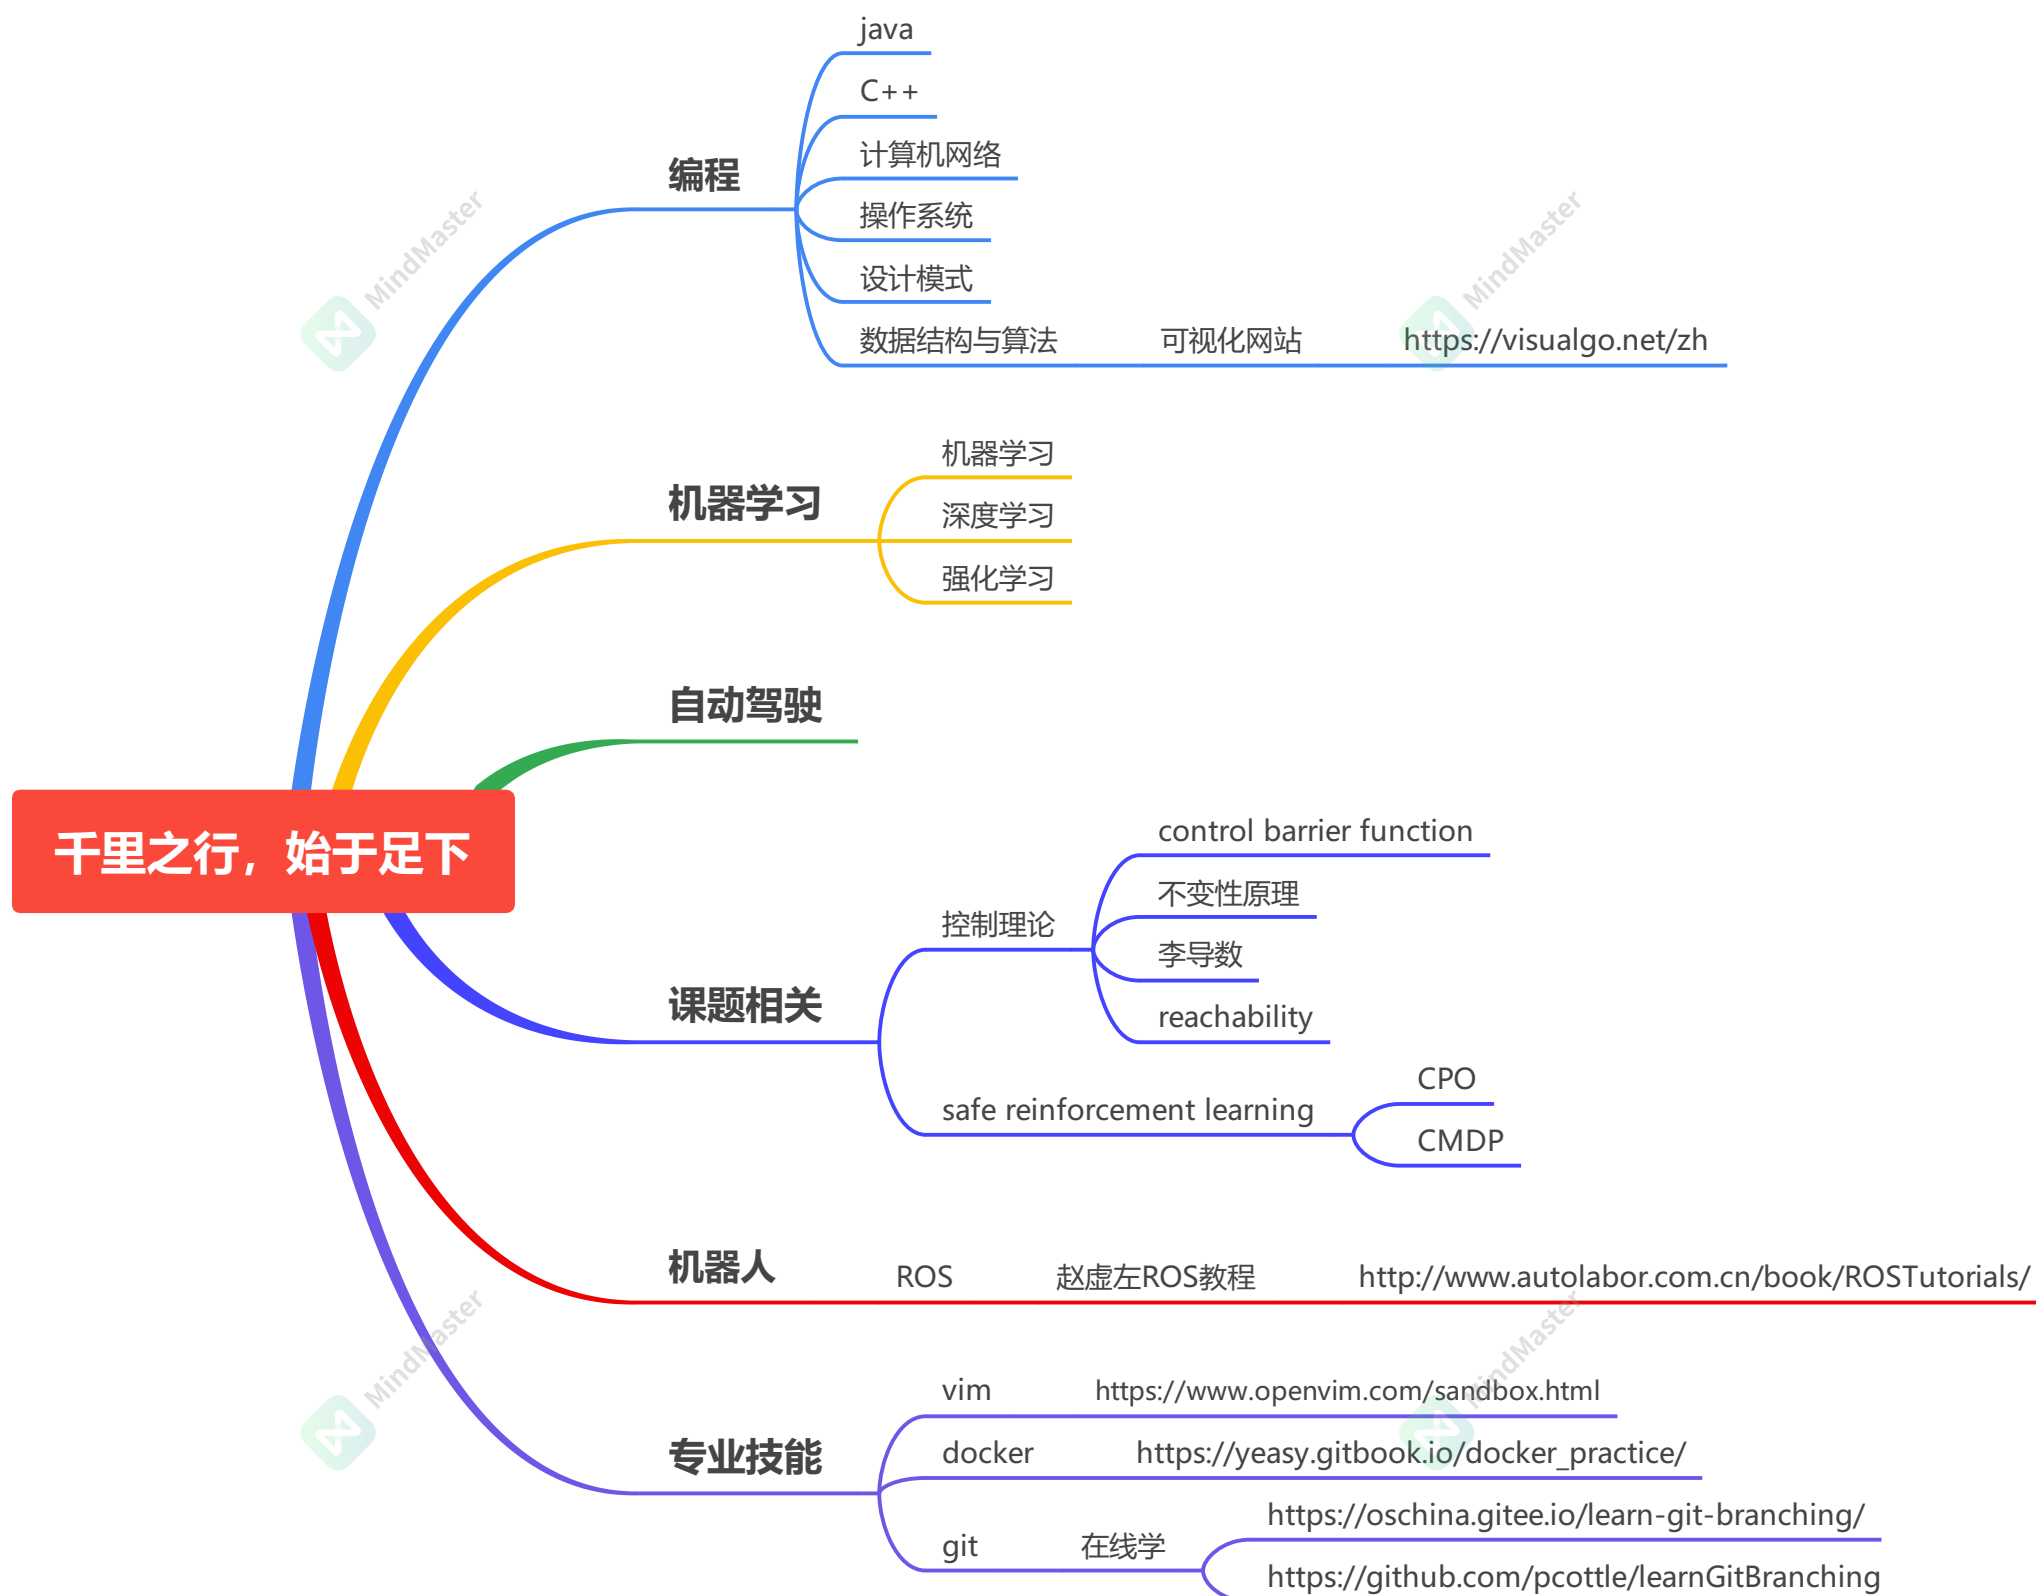 千里之行，始于足下
编程
java
C++
计算机网络
操作系统
设计模式
数据结构与算法 可视化网站 https://visualgo.net/zh
机器学习
机器学习
深度学习
强化学习
自动驾驶
课题相关
控制理论
control barrier function
不变性原理
李导数
reachability
safe reinforcement learning
CPO
CMDP
机器人 ROS 赵虚左ROS教程 http://www.autolabor.com.cn/book/ROSTutorials/
专业技能
vim https://www.openvim.com/sandbox.html
docker https://yeasy.gitbook.io/docker_practice/
git 在线学
https://oschina.gitee.io/learn-git-branching/
https://github.com/pcottle/learnGitBranching
MindMaster
MindMaster
MindMaster
MindMaster